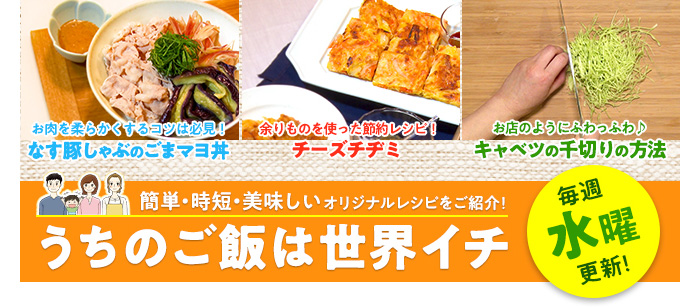 お肉を柔らかくするコツは必見！
なす豚しゃぶのごまマヨ丼
余りものを使った節約レシピ！
チーズチヂミ
お店のようにふわっふわ♪
キャベツの千切りの方法
簡単・時短・美味しいオリジナルレシピをご紹介！
うちのご飯は世界イチ
毎週
水曜
更新！